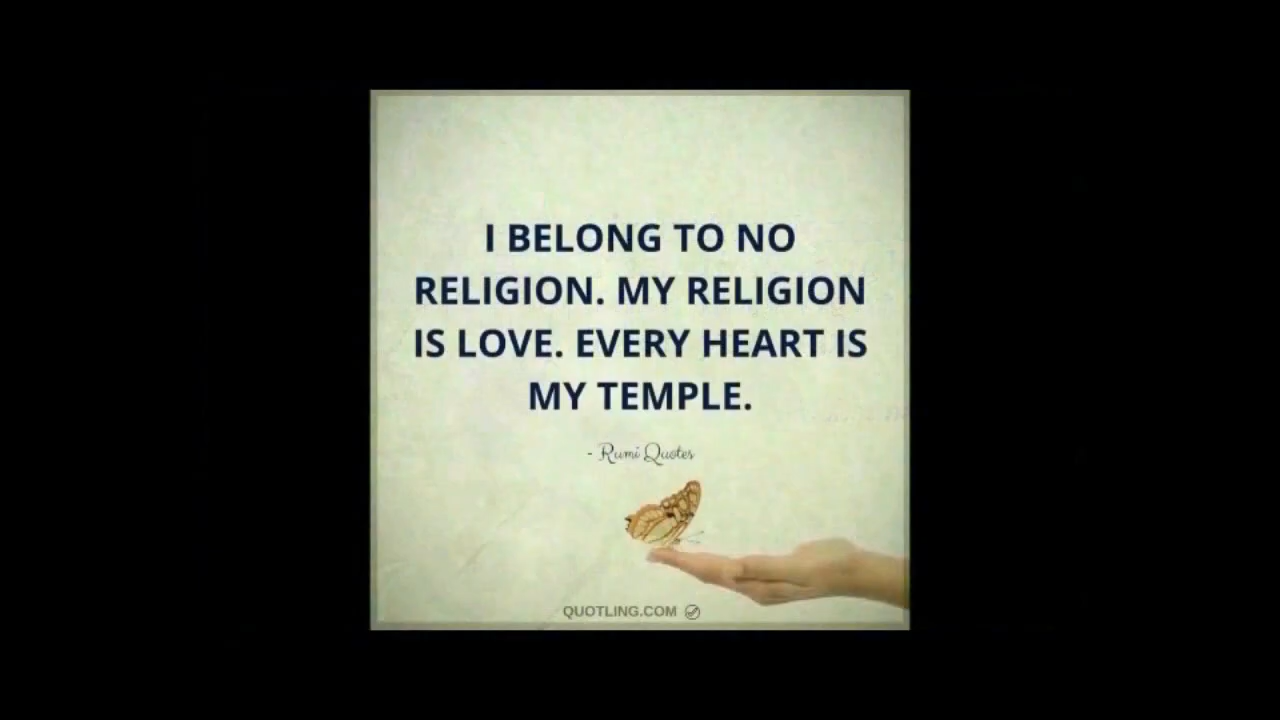 I BELONG TO NO
RELIGION. MY RELIGION
IS LOVE. EVERY HEART IS
MY TEMPLE.
- Rumi Quotes
QUOTLING.COM